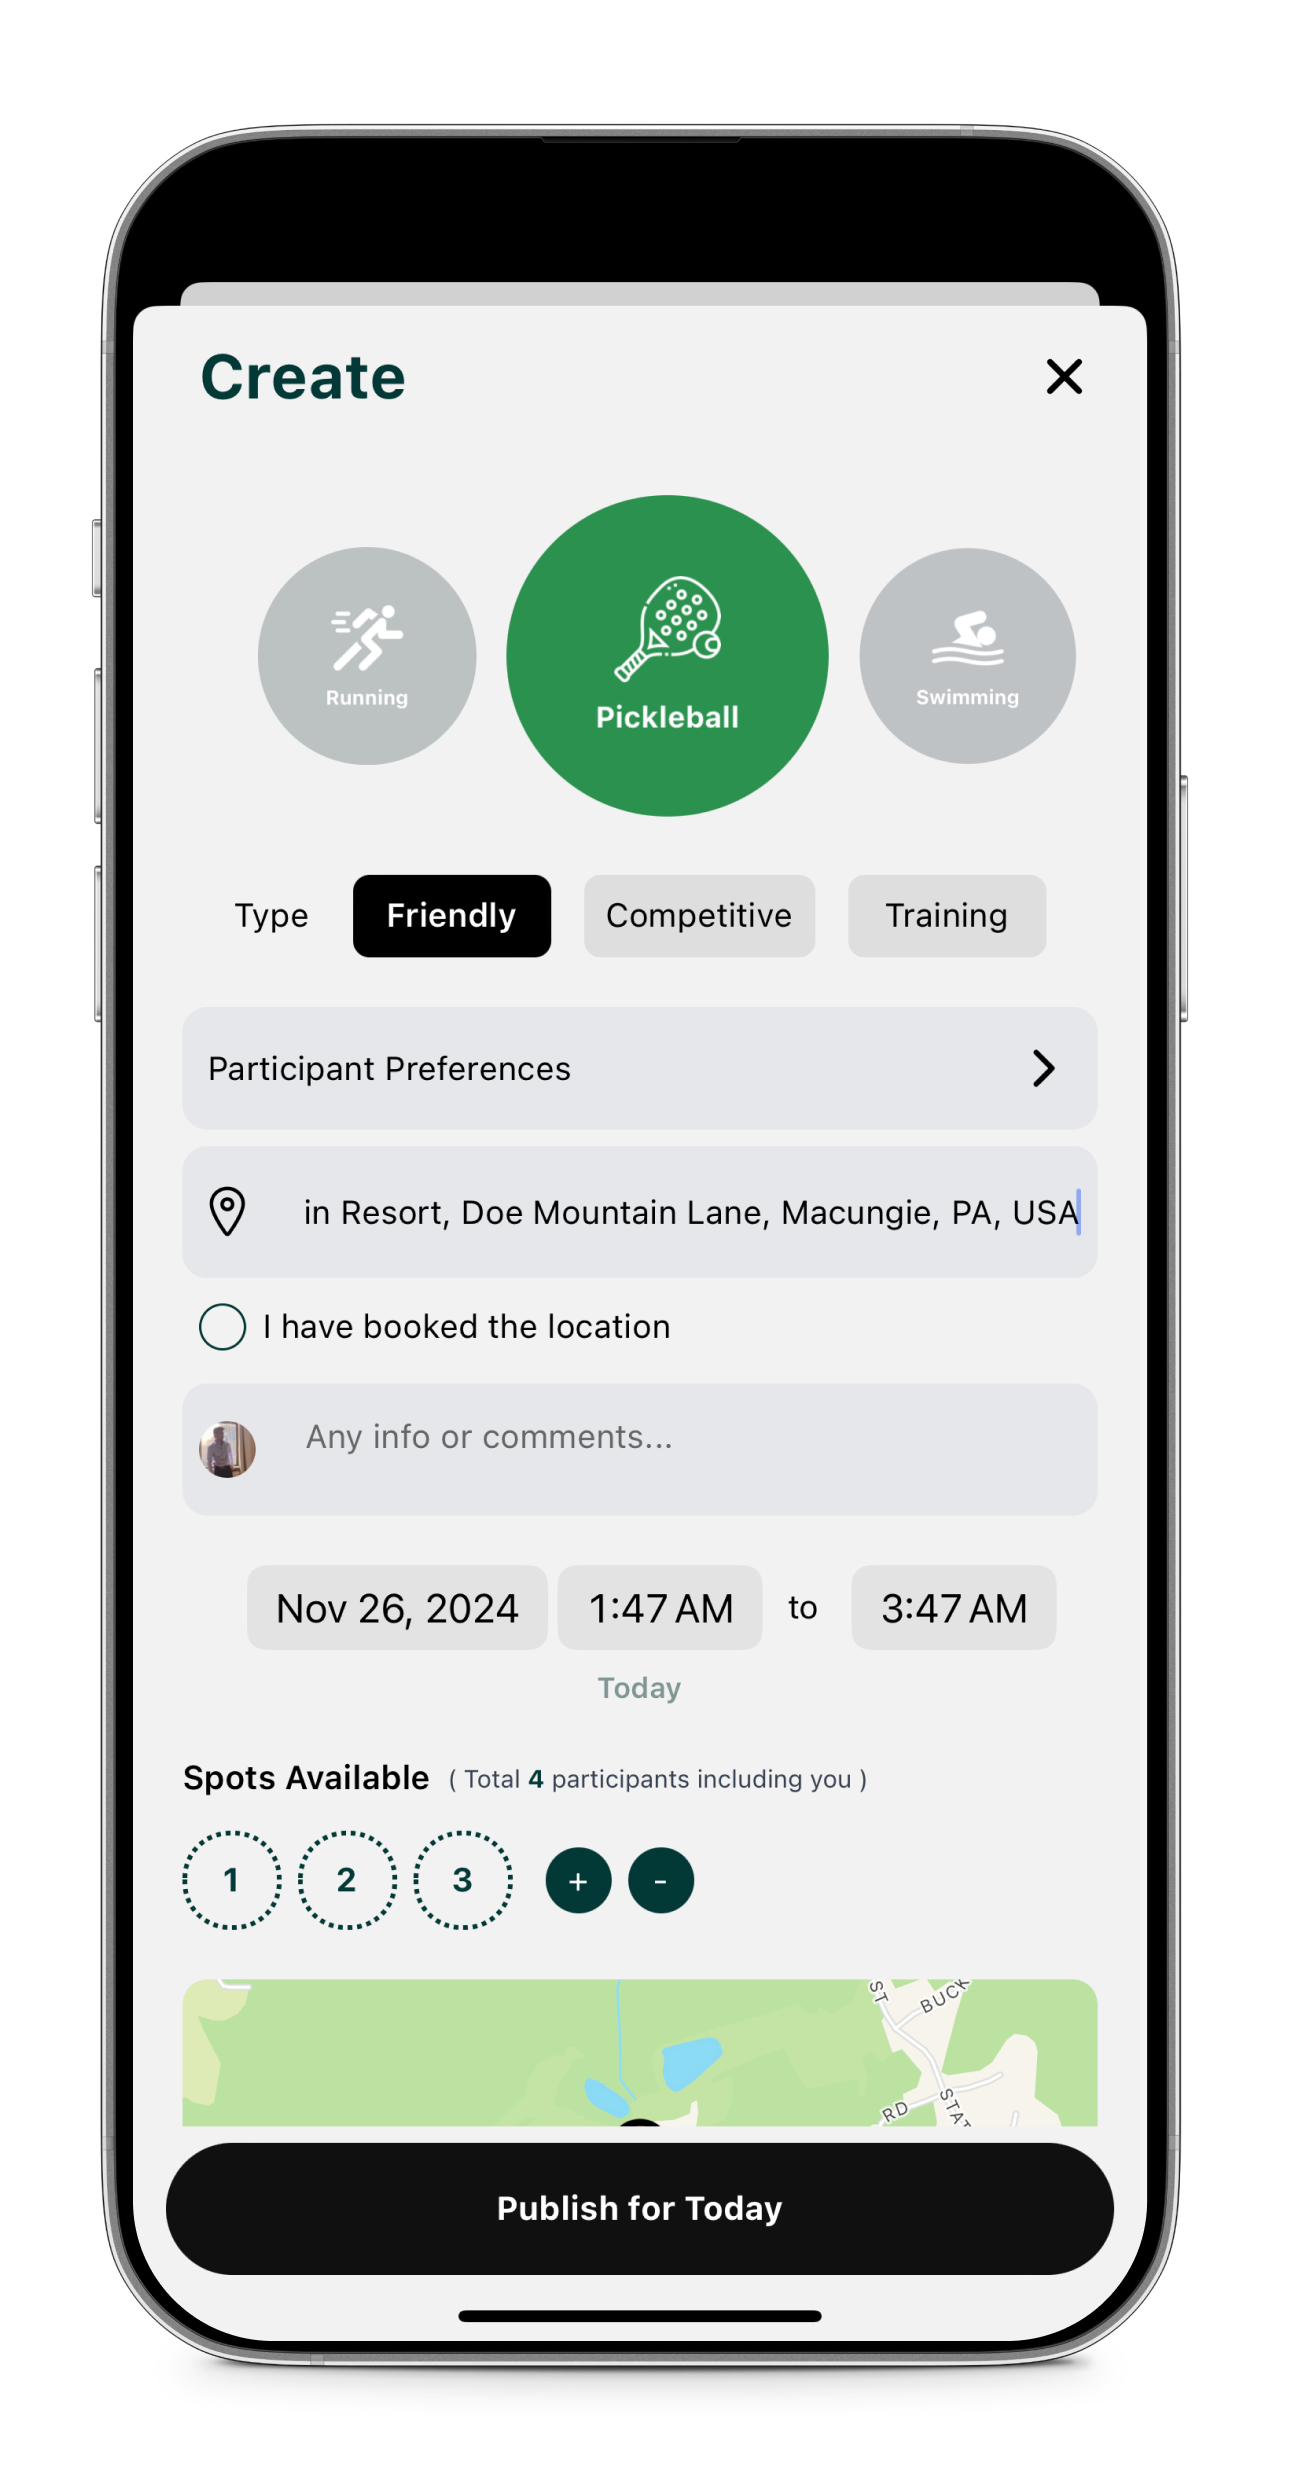 Create
Running
Pickleball
Swimming
Type Friendly Competitive Training
Participant Preferences
in Resort, Doe Mountain Lane, Macungie, PA, USA
I have booked the location
Any info or comments...
Nov 26, 2024 1:47 AM to 3:47 AM
Today
Spots Available ( Total 4 participants including you )
1 2 3 + -
ST
BUCK
RD
STAT
Publish for Today